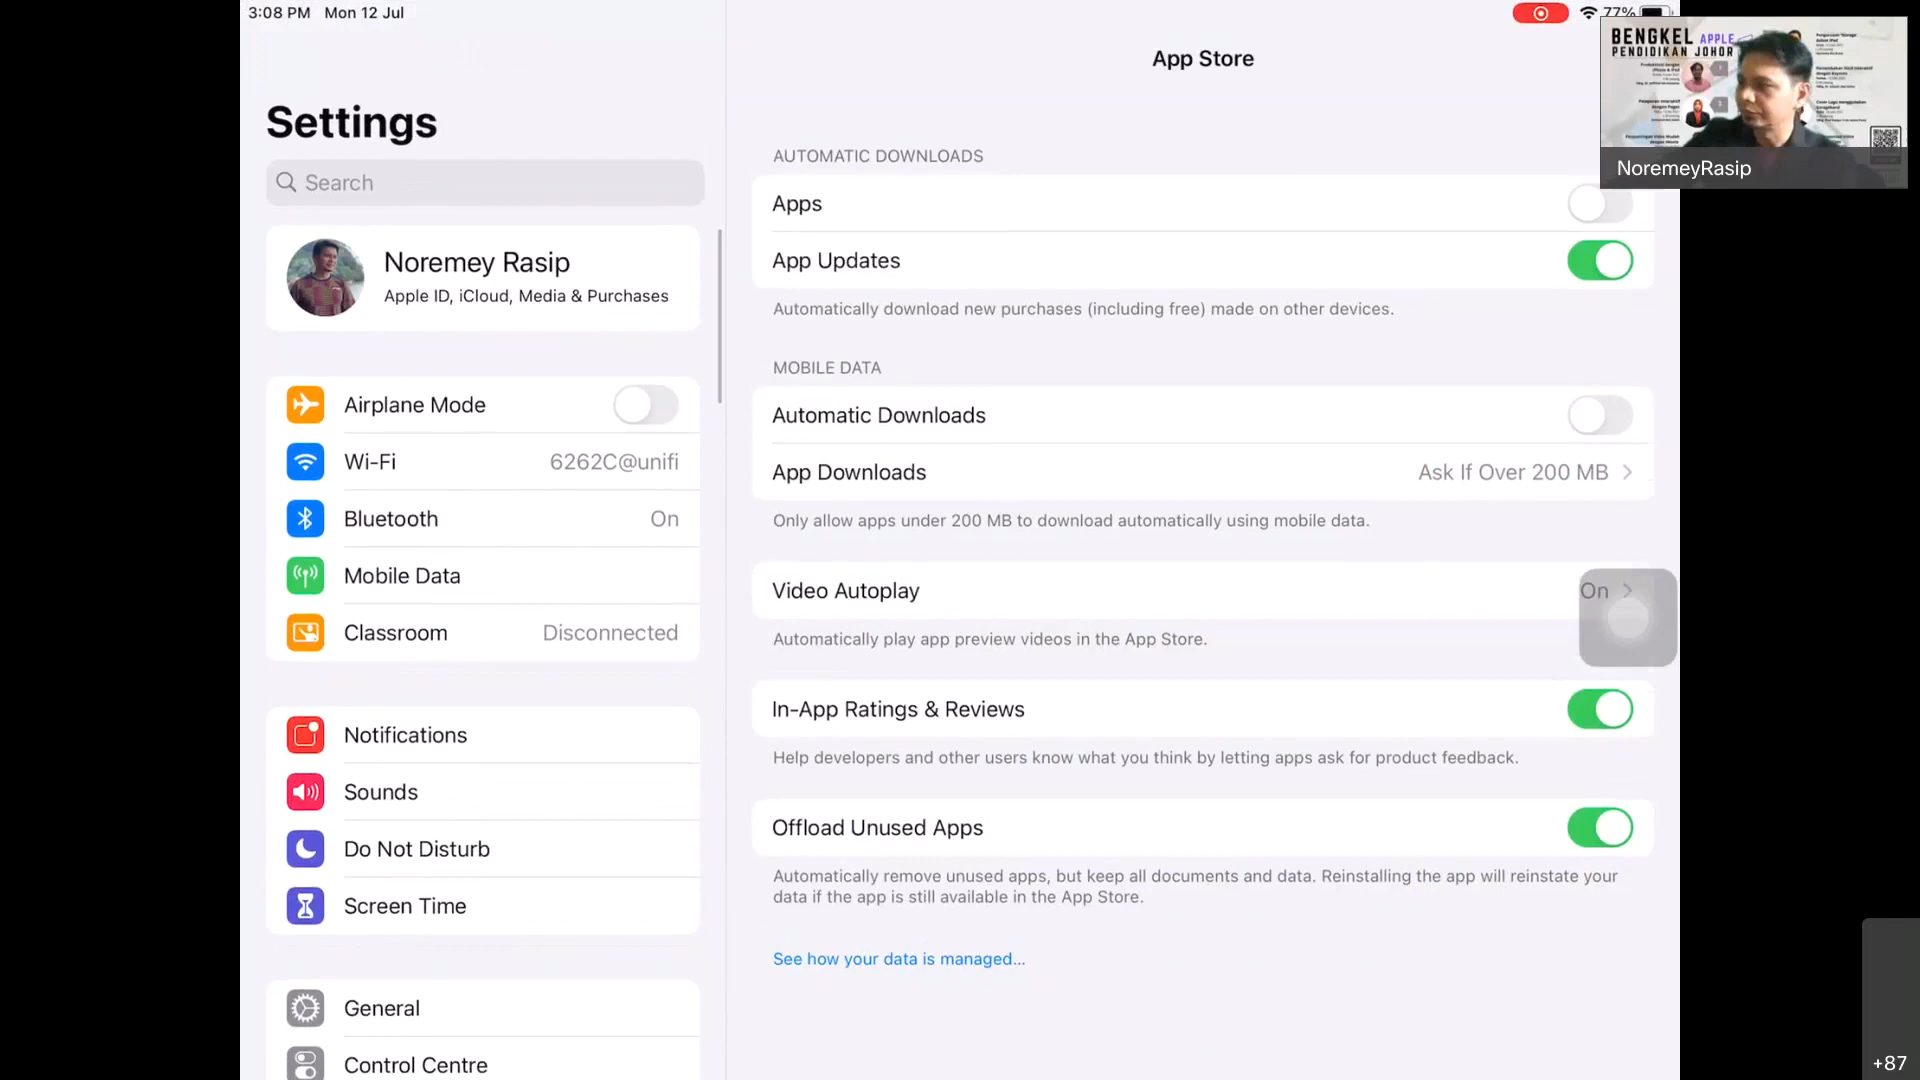 3:08 PM Mon 12 Jul
77%
Settings
Search
Noremey Rasip
Apple ID, iCloud, Media & Purchases
Airplane Mode
Wi-Fi 6262C@unifi
Bluetooth On
Mobile Data
Classroom Disconnected
Notifications
Sounds
Do Not Disturb
Screen Time
General
Control Centre
App Store
AUTOMATIC DOWNLOADS
Apps
App Updates
Automatically download new purchases (including free) made on other devices.
MOBILE DATA
Automatic Downloads
App Downloads Ask If Over 200 MB
Only allow apps under 200 MB to download automatically using mobile data.
Video Autoplay On
Automatically play app preview videos in the App Store.
In-App Ratings & Reviews
Help developers and other users know what you think by letting apps ask for product feedback.
Offload Unused Apps
Automatically remove unused apps, but keep all documents and data. Reinstalling the app will reinstate your
data if the app is still available in the App Store.
See how your data is managed...
BENGKEL APPLE
PENDIDIKAN JOHOR
NoremeyRasip
+87